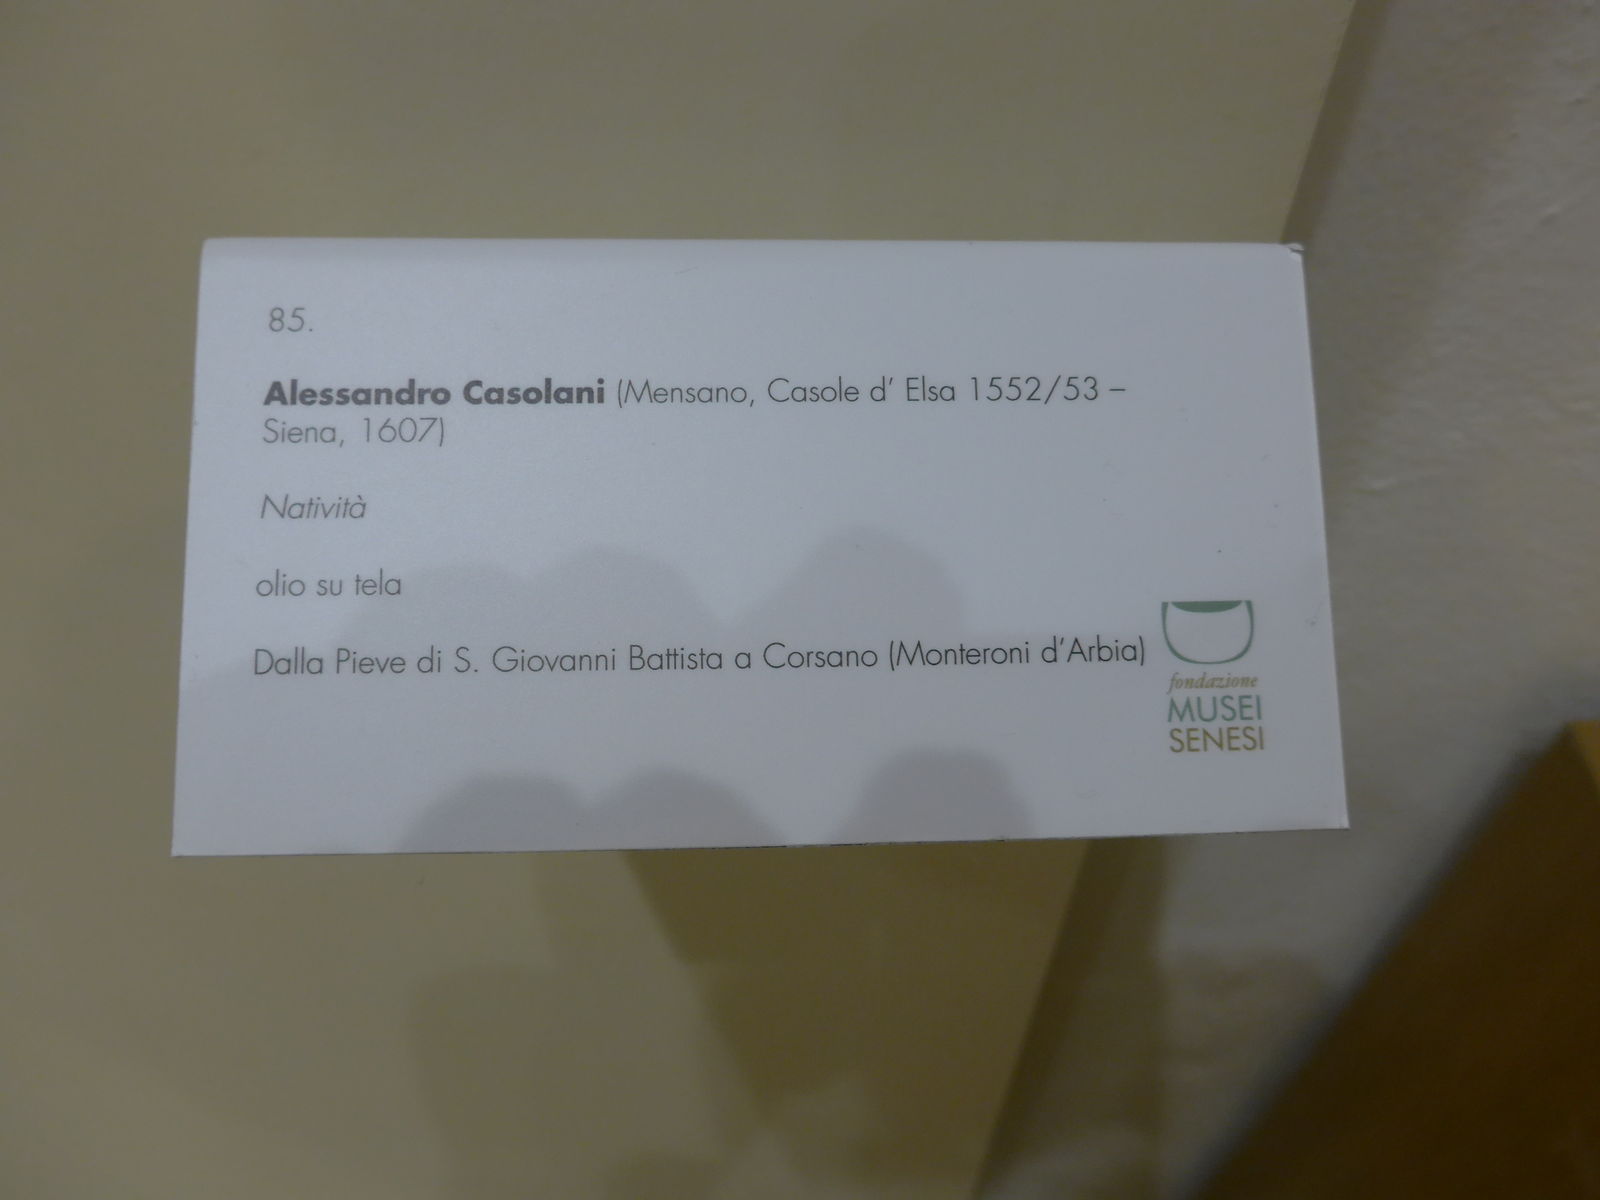 85.
Alessandro Casolani (Mensano, Casole d' Elsa 1552/53 –
Siena, 1607)
Natività
olio su tela
Dalla Pieve di S. Giovanni Battista a Corsano (Monteroni d'Arbia)
fondazione
MUSEI
SENESI